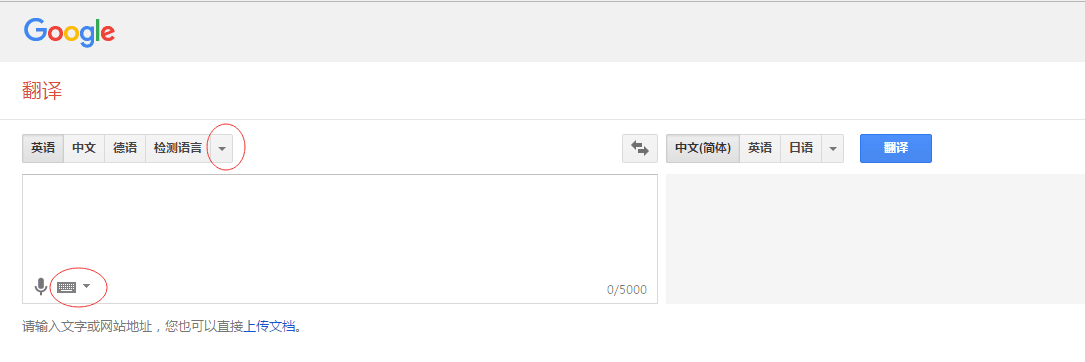 Google
翻译
英语 中文 德语 检测语言 中文(简体) 英语 日语 翻译
0/5000
请输入文字或网站地址，您也可以直接上传文档。